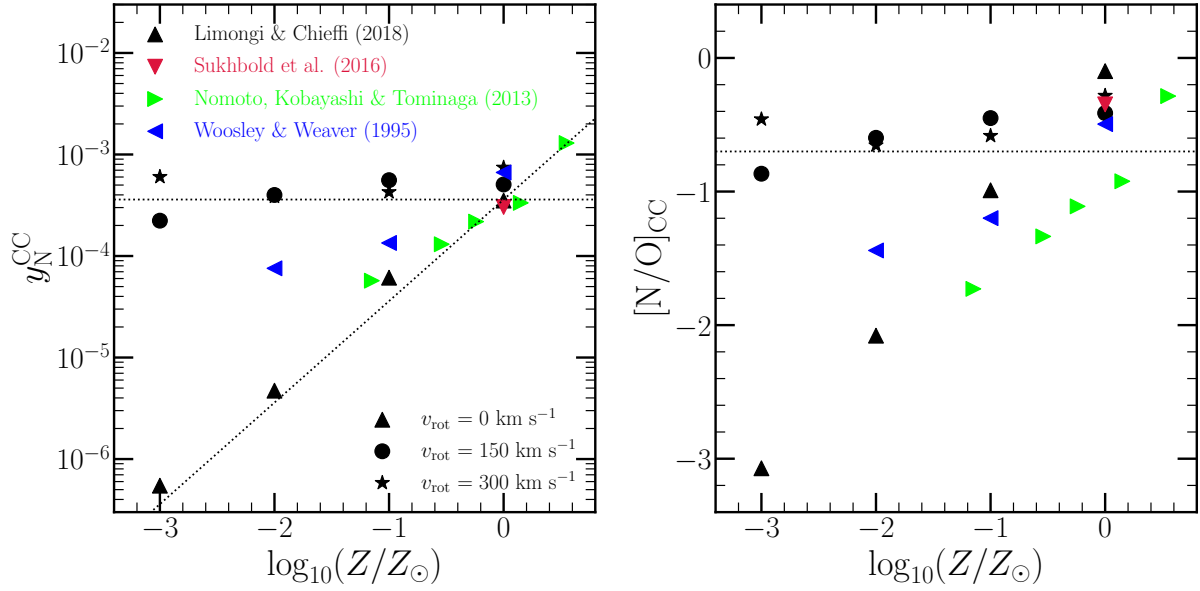 10⁻²
10⁻³
10⁻⁴
10⁻⁵
10⁻⁶
y_N^CC
Limongi & Chieffi (2018)
Sukhbold et al. (2016)
Nomoto, Kobayashi & Tominaga (2013)
Woosley & Weaver (1995)
v_rot = 0 km s⁻¹
v_rot = 150 km s⁻¹
v_rot = 300 km s⁻¹
−3 −2 −1 0
log₁₀(Z/Z☉)
0
−1
−2
−3
[N/O]_CC
−3 −2 −1 0
log₁₀(Z/Z☉)